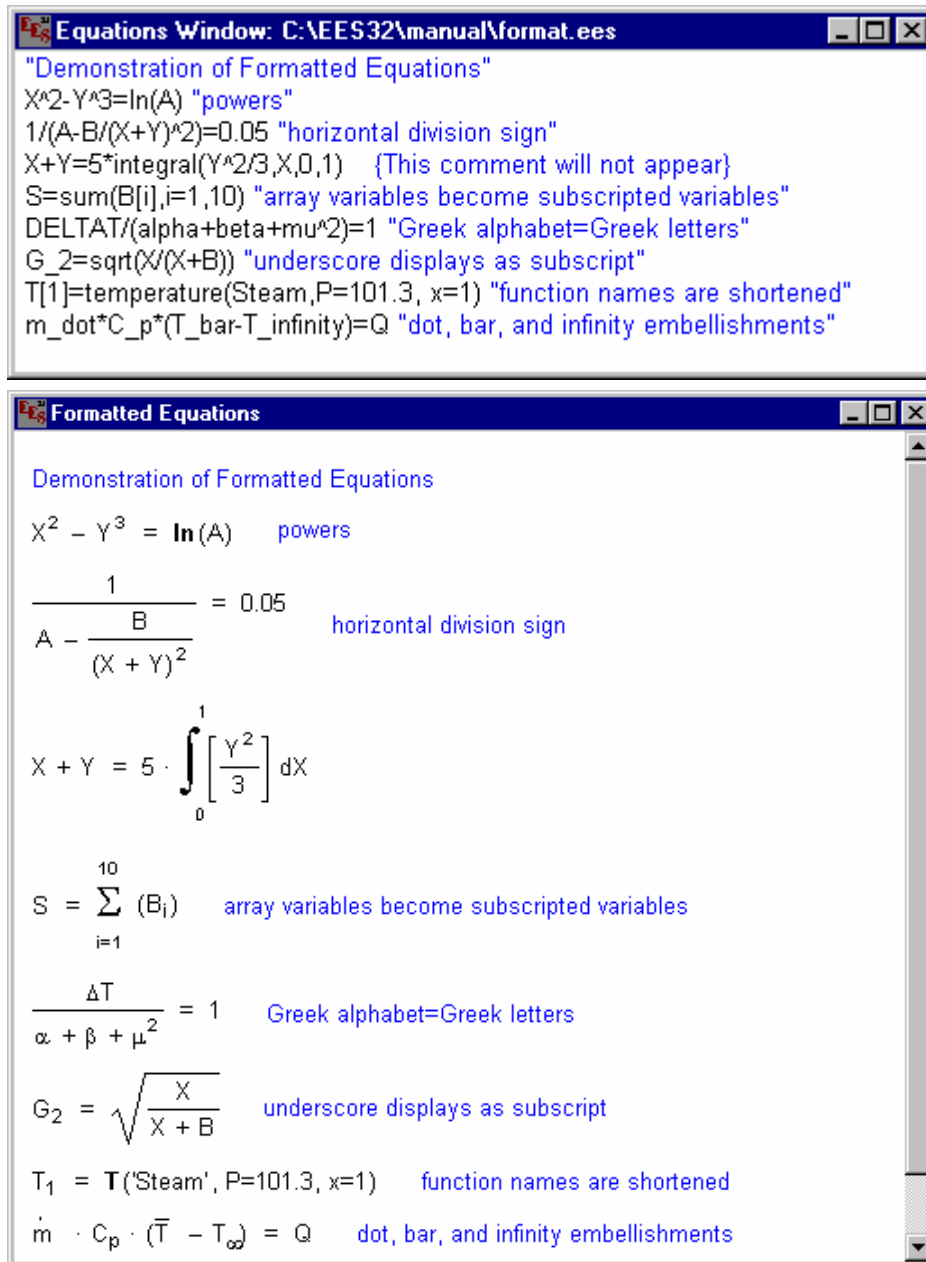 Equations Window: C:\EES32\manual\format.ees
"Demonstration of Formatted Equations"
X^2-Y^3=ln(A) "powers"
1/(A-B/(X+Y)^2)=0.05 "horizontal division sign"
X+Y=5*integral(Y^2/3,X,0,1) {This comment will not appear}
S=sum(B[i],i=1,10) "array variables become subscripted variables"
DELTAT/(alpha+beta+mu^2)=1 "Greek alphabet=Greek letters"
G_2=sqrt(X/(X+B)) "underscore displays as subscript"
T[1]=temperature(Steam,P=101.3, x=1) "function names are shortened"
m_dot*C_p*(T_bar-T_infinity)=Q "dot, bar, and infinity embellishments"
Formatted Equations
Demonstration of Formatted Equations
X² – Y³ = ln(A) powers
1
A – B = 0.05 horizontal division sign
(X + Y)²
1
X + Y = 5 · ∫ [Y²/3] dX
0
10
S = Σ (Bᵢ) array variables become subscripted variables
i=1
ΔT
α + β + μ² = 1 Greek alphabet=Greek letters
G₂ = √(X / X + B) underscore displays as subscript
T₁ = T('Steam', P=101.3, x=1) function names are shortened
ṁ · Cₚ · (T̅ – T∞) = Q dot, bar, and infinity embellishments